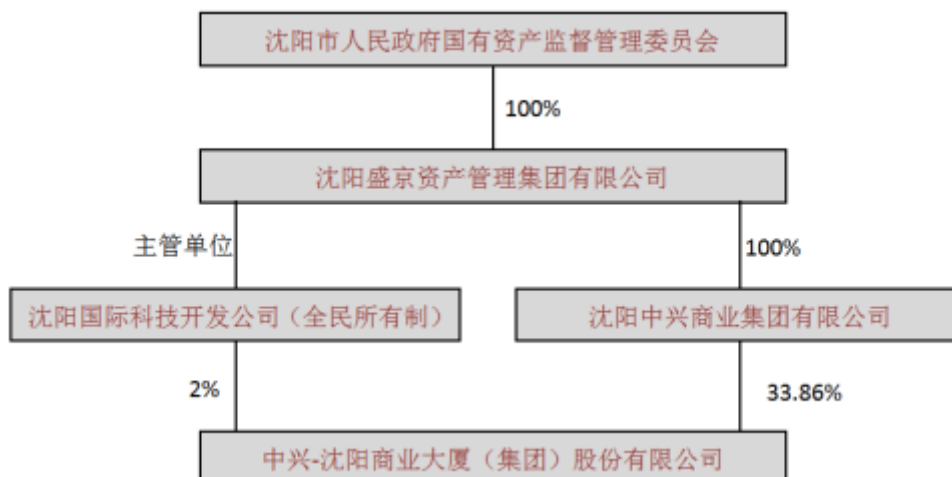 沈阳市人民政府国有资产监督管理委员会
100%
沈阳盛京资产管理集团有限公司
主管单位
100%
沈阳国际科技开发公司（全民所有制）
沈阳中兴商业集团有限公司
2%
33.86%
中兴-沈阳商业大厦（集团）股份有限公司